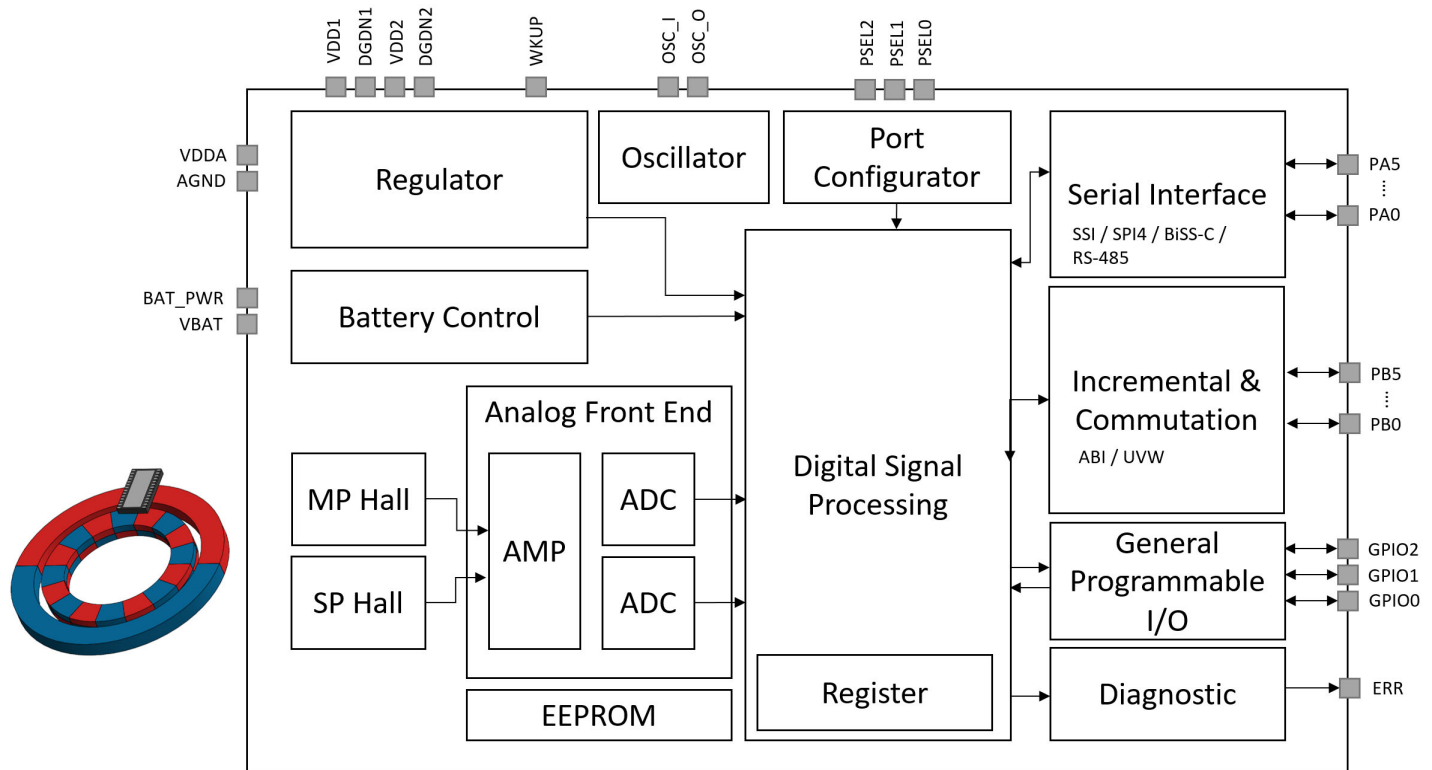 VDD1
DGDN1
VDD2
DGDN2
WKUP
OSC_I
OSC_O
PSEL2
PSEL1
PSEL0
VDDA
AGND
BAT_PWR
VBAT
Regulator
Oscillator
Port
Configurator
Battery Control
Analog Front End
MP Hall
SP Hall
AMP
ADC
ADC
EEPROM
Digital Signal
Processing
Register
Serial Interface
SSI / SPI4 / BiSS-C /
RS-485
Incremental &
Commutation
ABI / UVW
General
Programmable
I/O
Diagnostic
PA5
PA0
PB5
PB0
GPIO2
GPIO1
GPIO0
ERR